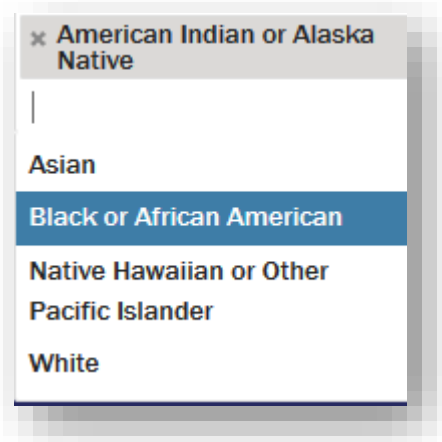 × American Indian or Alaska
Native
Asian
Black or African American
Native Hawaiian or Other
Pacific Islander
White